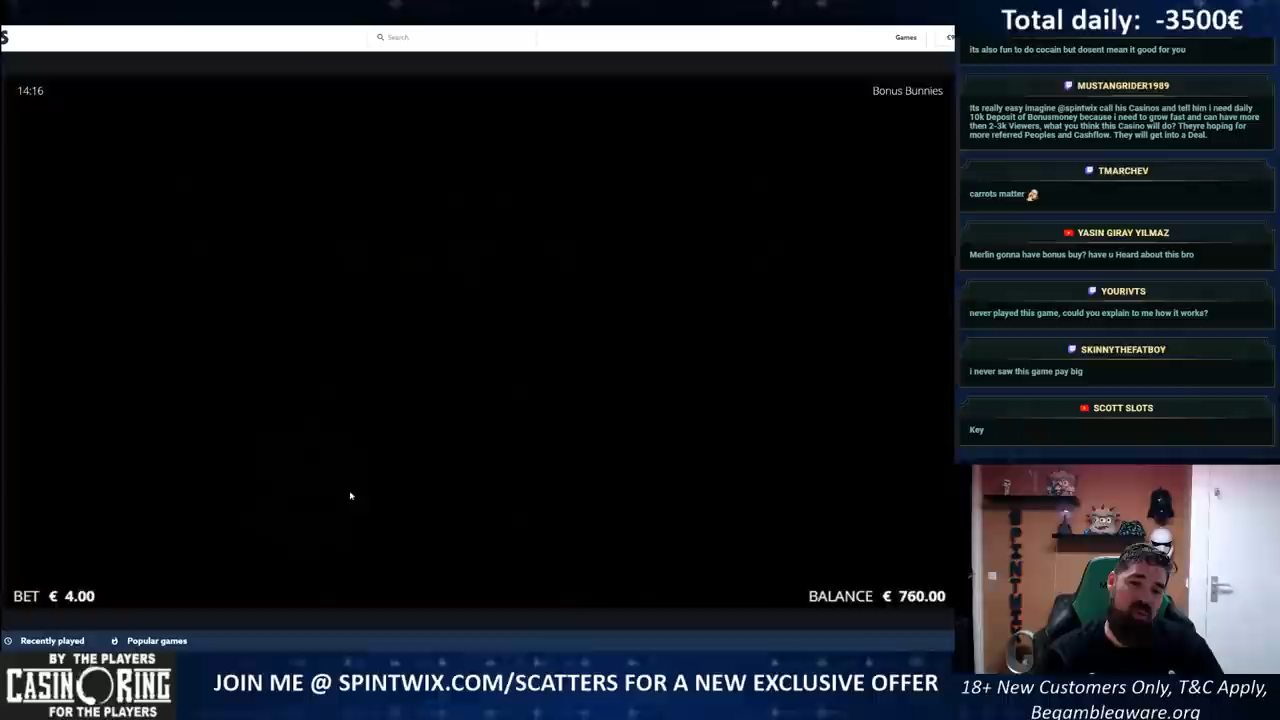 Total daily: -3500€
S
Search
Games
14:16
Bonus Bunnies
its also fun to do cocain but dosent mean it good for you
MUSTANGRIDER1989
Its really easy imagine @spintwix call his Casinos and tell him i need daily
10k Deposit of Bonusmoney because i need to grow fast and can have more
then 2-3k Viewers, what you think this Casino will do? Theyre hoping for
more referred Peoples and Cashflow. They will get into a Deal.
TMARCHEV
carrots matter
YASIN GIRAY YILMAZ
Merlin gonna have bonus buy? have u Heard about this bro
YOURIVTS
never played this game, could you explain to me how it works?
SKINNYTHEFATBOY
i never saw this game pay big
SCOTT SLOTS
Key
BET € 4.00
BALANCE € 760.00
Recently played
Popular games
BY THE PLAYERS
CASINO RING
FOR THE PLAYERS
JOIN ME @ SPINTWIX.COM/SCATTERS FOR A NEW EXCLUSIVE OFFER
18+ New Customers Only, T&C Apply,
Begambleaware.org
SPINTWIX